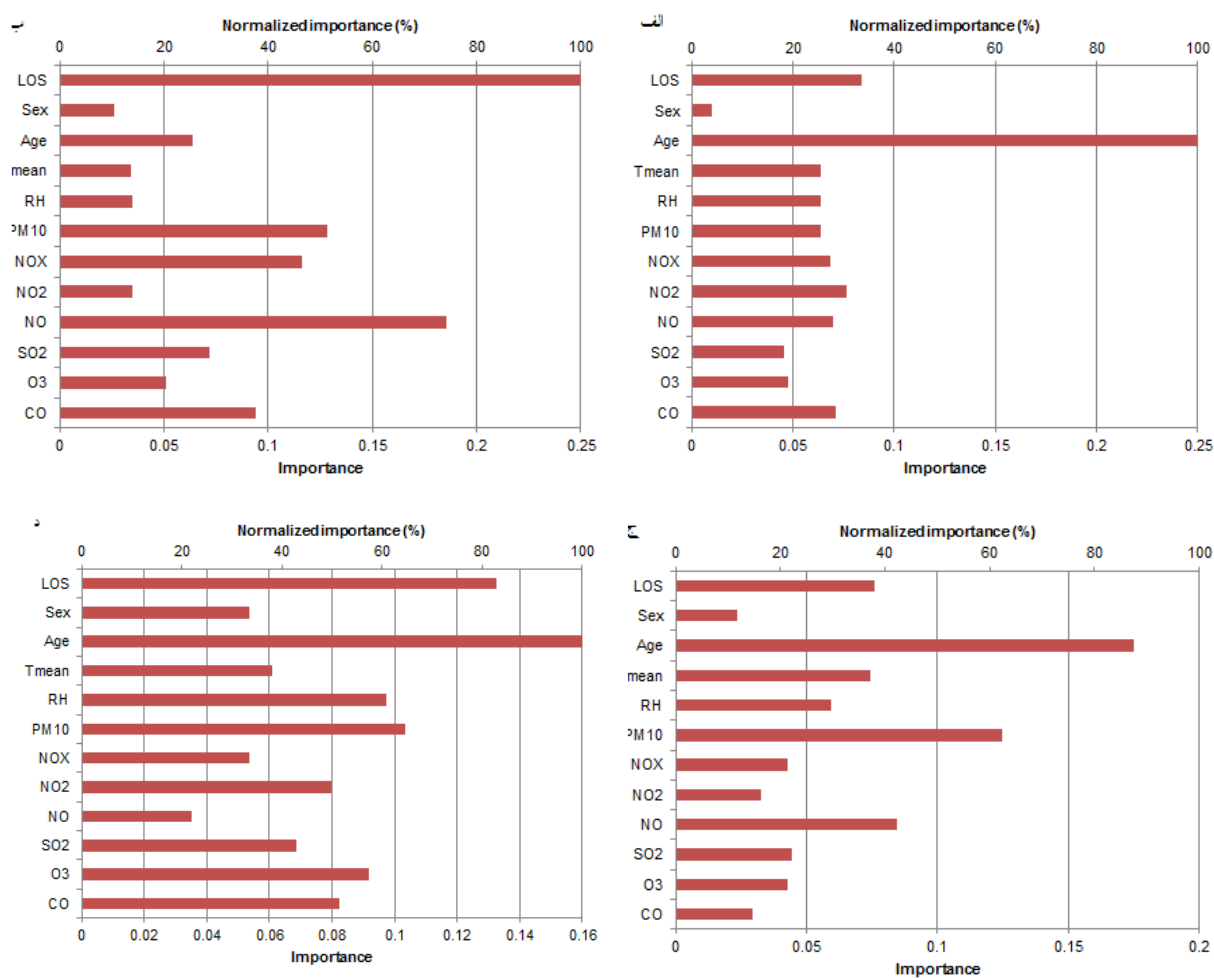 ب
Normalized importance (%)
0 20 40 60 80 100
LOS
Sex
Age
mean
RH
PM10
NOX
NO2
NO
SO2
O3
CO
0 0.05 0.1 0.15 0.2 0.25
Importance
الف
Normalized importance (%)
0 20 40 60 80 100
LOS
Sex
Age
Tmean
RH
PM10
NOX
NO2
NO
SO2
O3
CO
0 0.05 0.1 0.15 0.2 0.25
Importance
د
Normalized importance (%)
0 20 40 60 80 100
LOS
Sex
Age
Tmean
RH
PM10
NOX
NO2
NO
SO2
O3
CO
0 0.02 0.04 0.06 0.08 0.1 0.12 0.14 0.16
Importance
ج
Normalized importance (%)
0 20 40 60 80 100
LOS
Sex
Age
mean
RH
PM10
NOX
NO2
NO
SO2
O3
CO
0 0.05 0.1 0.15 0.2
Importance